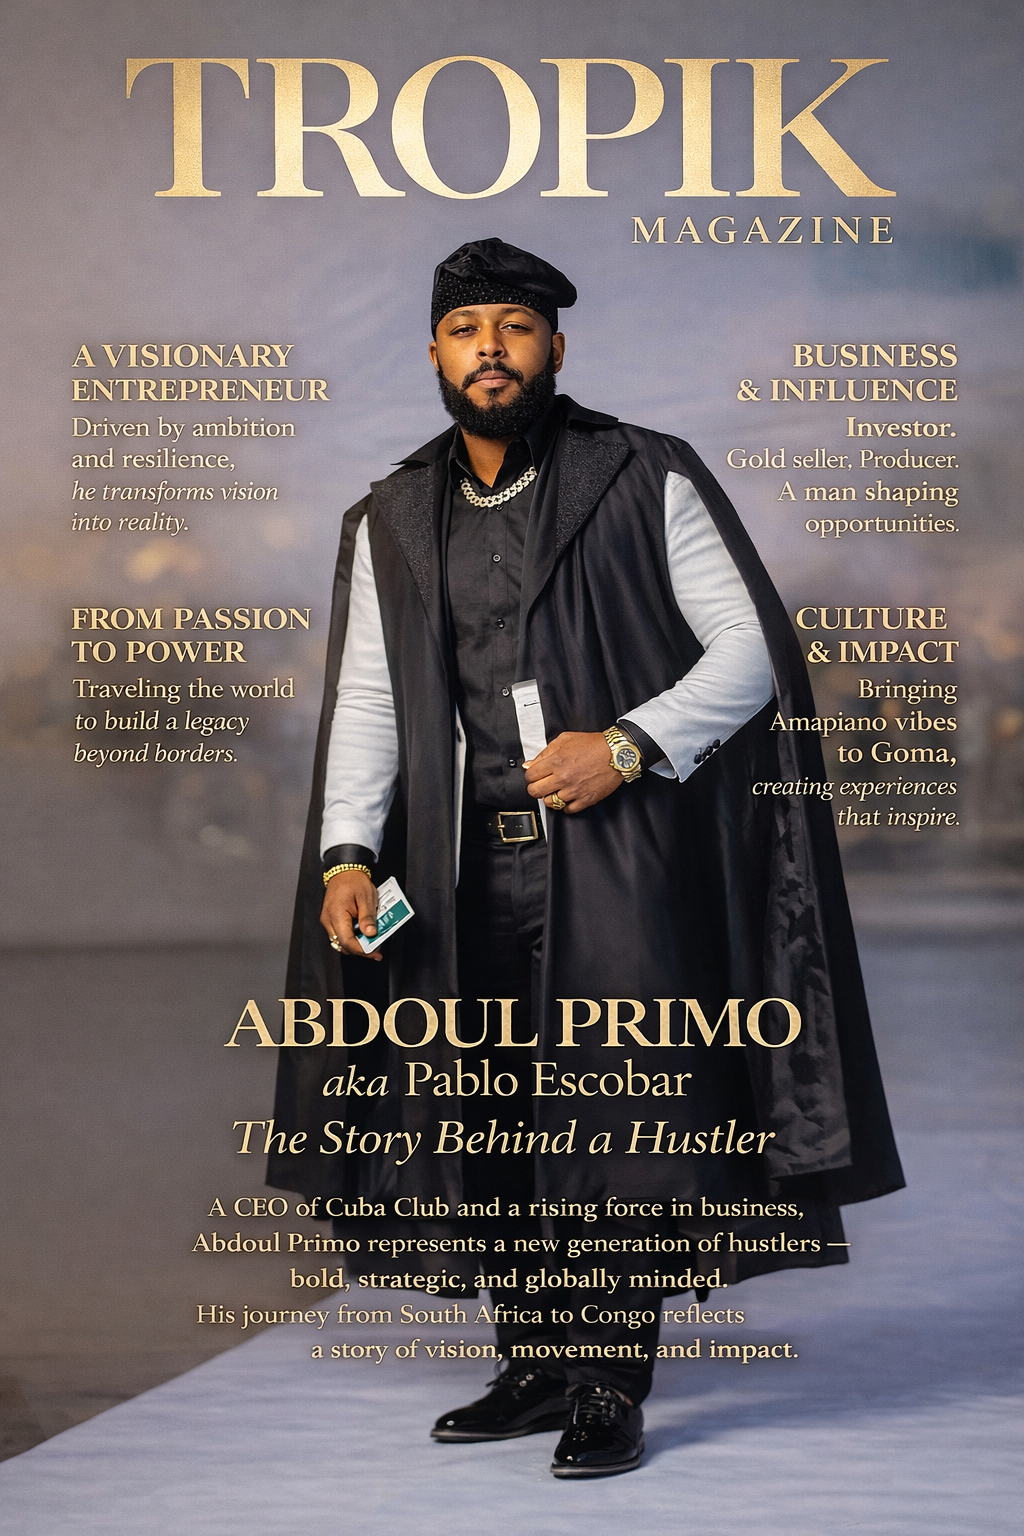 TROPIK
MAGAZINE
A VISIONARY
ENTREPRENEUR
Driven by ambition
and resilience,
he transforms vision
into reality.
FROM PASSION
TO POWER
Traveling the world
to build a legacy
beyond borders.
BUSINESS
& INFLUENCE
Investor.
Gold seller, Producer.
A man shaping
opportunities.
CULTURE
& IMPACT
Bringing
Amapiano vibes
to Goma,
creating experiences
that inspire.
ABDOUL PRIMO
aka Pablo Escobar
The Story Behind a Hustler
A CEO of Cuba Club and a rising force in business,
Abdoul Primo represents a new generation of hustlers —
bold, strategic, and globally minded.
His journey from South Africa to Congo reflects
a story of vision, movement, and impact.